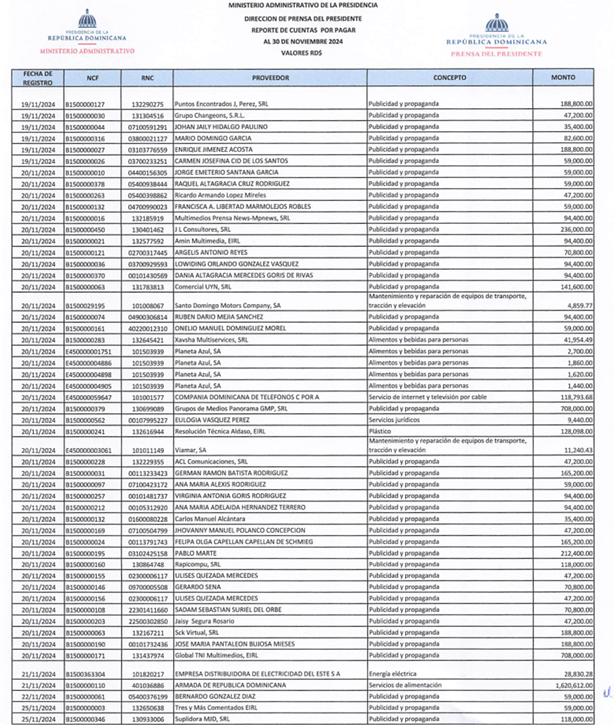 MINISTERIO ADMINISTRATIVO DE LA PRESIDENCIA
DIRECCION DE PRENSA DEL PRESIDENTE
REPORTE DE CUENTAS POR PAGAR
AL 30 DE NOVIEMBRE 2024
VALORES RD$
PRESIDENCIA DE LA
REPÚBLICA DOMINICANA
MINISTERIO ADMINISTRATIVO
PRESIDENCIA DE LA
REPÚBLICA DOMINICANA
PRENSA DEL PRESIDENTE
FECHA DE REGISTRO NCF RNC PROVEEDOR CONCEPTO MONTO
19/11/2024 B1500000127 132290275 Puntos Encontrados J, Perez, SRL Publicidad y propaganda 188,800.00
19/11/2024 B1500000030 131304516 Grupo Changeons, S.R.L. Publicidad y propaganda 47,200.00
19/11/2024 B1500000044 07100591291 JOHAN JAILY HIDALGO PAULINO Publicidad y propaganda 35,400.00
19/11/2024 B1500000316 03800021127 MARIO DOMINGO GARCIA Publicidad y propaganda 82,600.00
19/11/2024 B1500000027 03103776559 ENRIQUE JIMENEZ ACOSTA Publicidad y propaganda 188,800.00
19/11/2024 B1500000026 03700233251 CARMEN JOSEFINA CID DE LOS SANTOS Publicidad y propaganda 59,000.00
20/11/2024 B1500000010 04400156305 JORGE EMETERIO SANTANA GARCIA Publicidad y propaganda 59,000.00
20/11/2024 B1500000378 05400938444 RAQUEL ALTAGRACIA CRUZ RODRIGUEZ Publicidad y propaganda 59,000.00
20/11/2024 B1500000263 05400398862 Ricardo Armando Lopez Mireles Publicidad y propaganda 47,200.00
20/11/2024 B1500000132 04700990023 FRANCISCA A. LIBERTAD MARMOLEJOS ROBLES Publicidad y propaganda 59,000.00
20/11/2024 B1500000016 132185919 Multimedios Prensa News-Mpnews, SRL Publicidad y propaganda 94,400.00
20/11/2024 B1500000450 130401462 J L Consultores, SRL Publicidad y propaganda 236,000.00
20/11/2024 B1500000021 132577592 Amin Multimedia, EIRL Publicidad y propaganda 94,400.00
20/11/2024 B1500000121 02700317445 ARGELIS ANTONIO REYES Publicidad y propaganda 70,800.00
20/11/2024 B1500000036 03700929593 LOWIDING ORLANDO GONZALEZ VASQUEZ Publicidad y propaganda 94,400.00
20/11/2024 B1500000370 00101430569 DANIA ALTAGRACIA MERCEDES GORIS DE RIVAS Publicidad y propaganda 94,400.00
20/11/2024 B1500000063 131783813 Comercial UYN, SRL Publicidad y propaganda 141,600.00
20/11/2024 B1500029195 101008067 Santo Domingo Motors Company, SA Mantenimiento y reparación de equipos de transporte, tracción y elevación 4,859.77
20/11/2024 B1500000074 04900306814 RUBEN DARIO MEJIA SANCHEZ Publicidad y propaganda 94,400.00
20/11/2024 B1500000161 40220012310 ONELIO MANUEL DOMINGUEZ MOREL Publicidad y propaganda 59,000.00
20/11/2024 B1500000283 132645421 Xavsha Multiservices, SRL Alimentos y bebidas para personas 41,954.49
20/11/2024 E450000001751 101503939 Planeta Azul, SA Alimentos y bebidas para personas 2,700.00
20/11/2024 E450000004886 101503939 Planeta Azul, SA Alimentos y bebidas para personas 1,860.00
20/11/2024 E450000004898 101503939 Planeta Azul, SA Alimentos y bebidas para personas 1,620.00
20/11/2024 E450000004905 101503939 Planeta Azul, SA Alimentos y bebidas para personas 1,440.00
20/11/2024 E450000059647 101001577 COMPANIA DOMINICANA DE TELEFONOS C POR A Servicio de internet y televisión por cable 118,793.68
20/11/2024 B1500000379 130699089 Grupos de Medios Panorama GMP, SRL Publicidad y propaganda 708,000.00
20/11/2024 B1500000562 00107995227 EULOGIA VASQUEZ PEREZ Servicios jurídicos 9,440.00
20/11/2024 B1500000241 132616944 Resolución Técnica Aldaso, EIRL Plástico 128,098.00
20/11/2024 E450000003061 101011149 Viamar, SA Mantenimiento y reparación de equipos de transporte, tracción y elevación 11,240.43
20/11/2024 B1500000228 132229355 ACL Comunicaciones, SRL Publicidad y propaganda 47,200.00
20/11/2024 B1500000031 00113233423 GERMAN RAMON BATISTA RODRIGUEZ Publicidad y propaganda 165,200.00
20/11/2024 B1500000097 07100423172 ANA MARIA ALEXIS RODRIGUEZ Publicidad y propaganda 59,000.00
20/11/2024 B1500000257 00101481737 VIRGINIA ANTONIA GORIS RODRIGUEZ Publicidad y propaganda 94,400.00
20/11/2024 B1500000212 00105312920 ANA MARIA ADELAIDA HERNANDEZ TERRERO Publicidad y propaganda 94,400.00
20/11/2024 B1500000132 01600080228 Carlos Manuel Alcántara Publicidad y propaganda 35,400.00
20/11/2024 B1500000169 07100504799 JHOVANNY MANUEL POLANCO CONCEPCION Publicidad y propaganda 47,200.00
20/11/2024 B1500000024 00113791743 FELIPA OLGA CAPELLAN CAPELLAN DE SCHMIEG Publicidad y propaganda 165,200.00
20/11/2024 B1500000195 03102425158 PABLO MARTE Publicidad y propaganda 212,400.00
20/11/2024 B1500000160 130864748 Rapicompu, SRL Publicidad y propaganda 118,000.00
20/11/2024 B1500000155 02300006117 ULISES QUEZADA MERCEDES Publicidad y propaganda 47,200.00
20/11/2024 B1500000146 09700005508 GERARDO SENA Publicidad y propaganda 70,800.00
20/11/2024 B1500000156 02300006117 ULISES QUEZADA MERCEDES Publicidad y propaganda 47,200.00
20/11/2024 B1500000108 22301411660 SADAM SEBASTIAN SURIEL DEL ORBE Publicidad y propaganda 70,800.00
20/11/2024 B1500000203 22500302850 Jaisy Segura Rosario Publicidad y propaganda 47,200.00
20/11/2024 B1500000063 132167211 Sck Virtual, SRL Publicidad y propaganda 188,800.00
20/11/2024 B1500000190 00101732436 JOSE MARIA PANTALEON BUJOSA MIESES Publicidad y propaganda 188,800.00
20/11/2024 B1500000171 131437974 Global TNI Multimedios, EIRL Publicidad y propaganda 708,000.00
21/11/2024 B1500363304 101820217 EMPRESA DISTRIBUIDORA DE ELECTRICIDAD DEL ESTE S A Energía eléctrica 28,830.28
21/11/2024 B1500000110 401036886 ARMADA DE REPUBLICA DOMINICANA Servicios de alimentación 1,620,612.00
22/11/2024 B1500000061 05400376199 BERNARDO GONZALEZ DIAZ Publicidad y propaganda 59,000.00
25/11/2024 B1500000003 132650638 Tres y Más Comentados EIRL Publicidad y propaganda 59,000.00
25/11/2024 B1500000346 130933006 Suplidora MJD, SRL Publicidad y propaganda 118,000.00